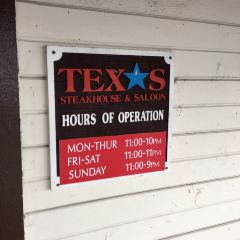 TEXAS
STEAKHOUSE & SALOON
HOURS OF OPERATION
MON-THUR 11:00-10PM
FRI-SAT 11:00-11PM
SUNDAY 11:00-9PM